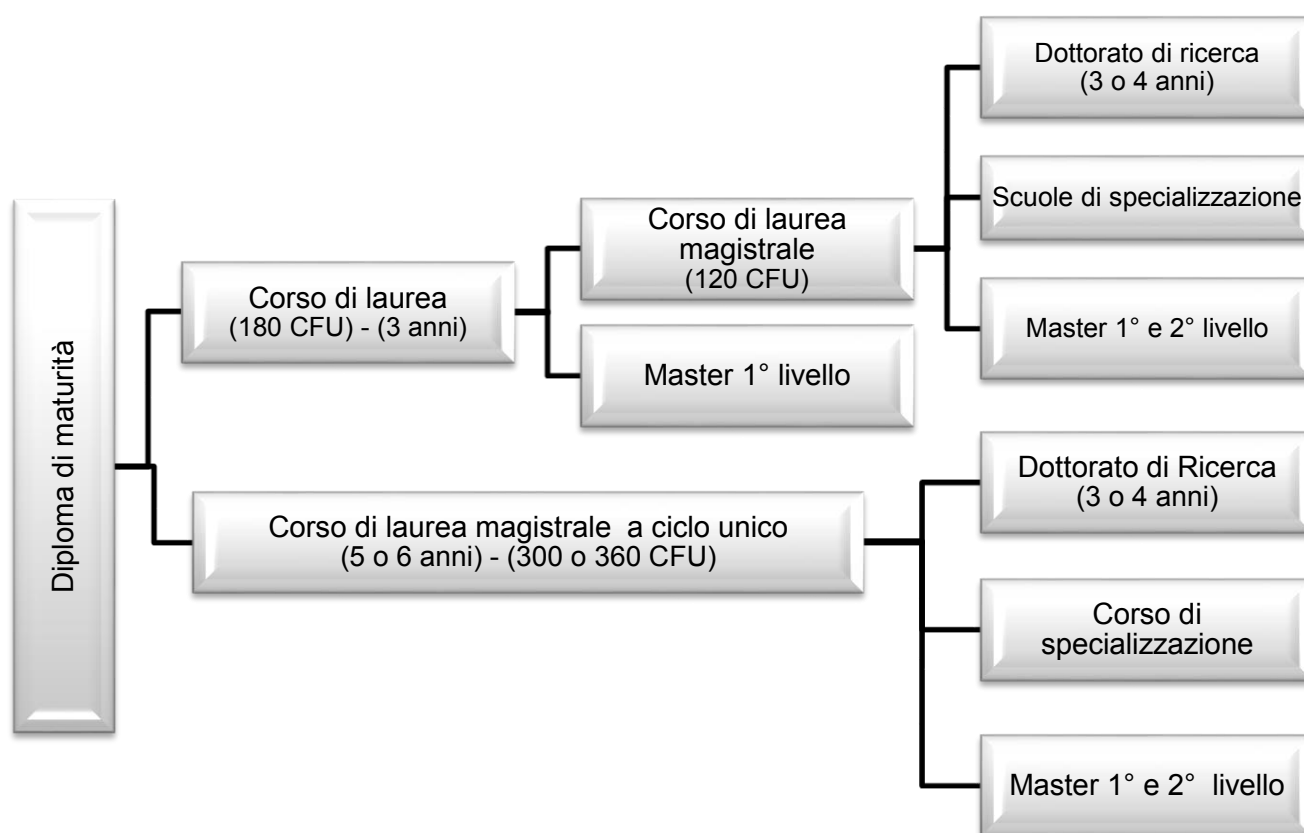 Diploma di maturità
Corso di laurea
(180 CFU) - (3 anni)
Corso di laurea
magistrale
(120 CFU)
Master 1° livello
Dottorato di ricerca
(3 o 4 anni)
Scuole di specializzazione
Master 1° e 2° livello
Corso di laurea magistrale  a ciclo unico
(5 o 6 anni) - (300 o 360 CFU)
Dottorato di Ricerca
(3 o 4 anni)
Corso di
specializzazione
Master 1° e 2°  livello